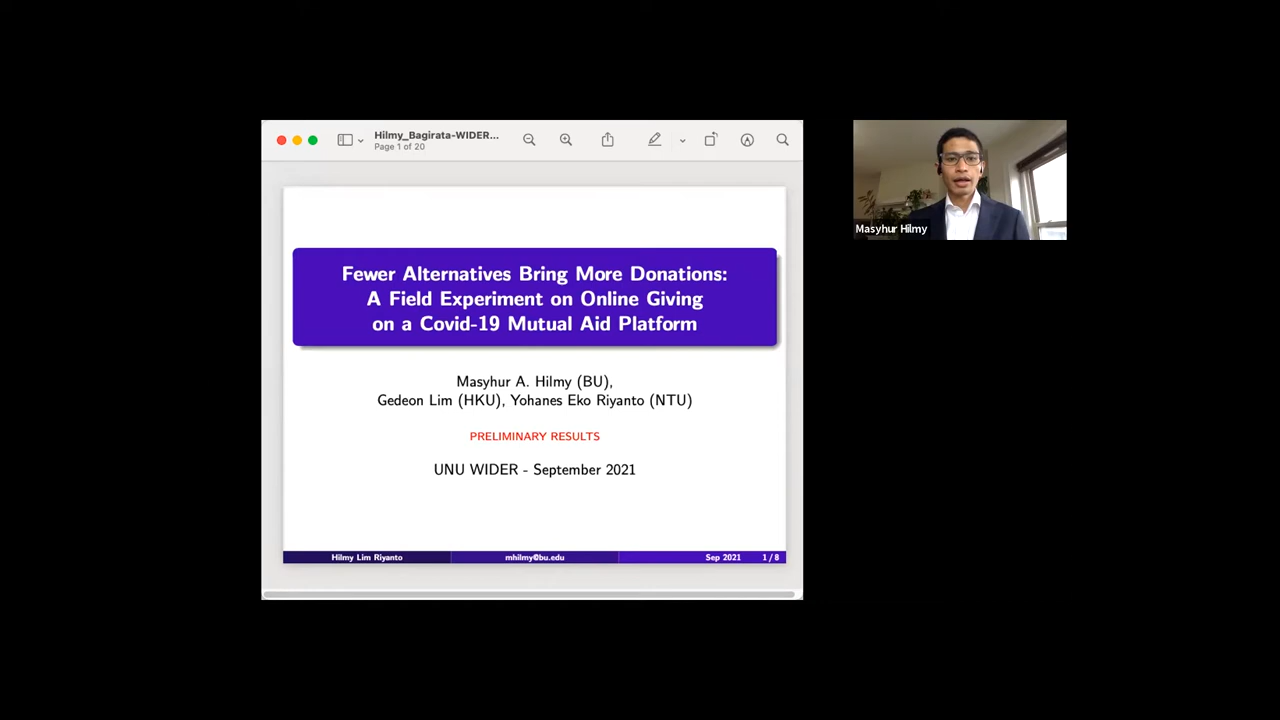 Hilmy_Bagirata-WIDER...
Page 1 of 20
Fewer Alternatives Bring More Donations:
A Field Experiment on Online Giving
on a Covid-19 Mutual Aid Platform
Masyhur A. Hilmy (BU),
Gedeon Lim (HKU), Yohanes Eko Riyanto (NTU)
PRELIMINARY RESULTS
UNU WIDER - September 2021
Hilmy Lim Riyanto mhilmy@bu.edu Sep 2021 1 / 8
Masyhur Hilmy